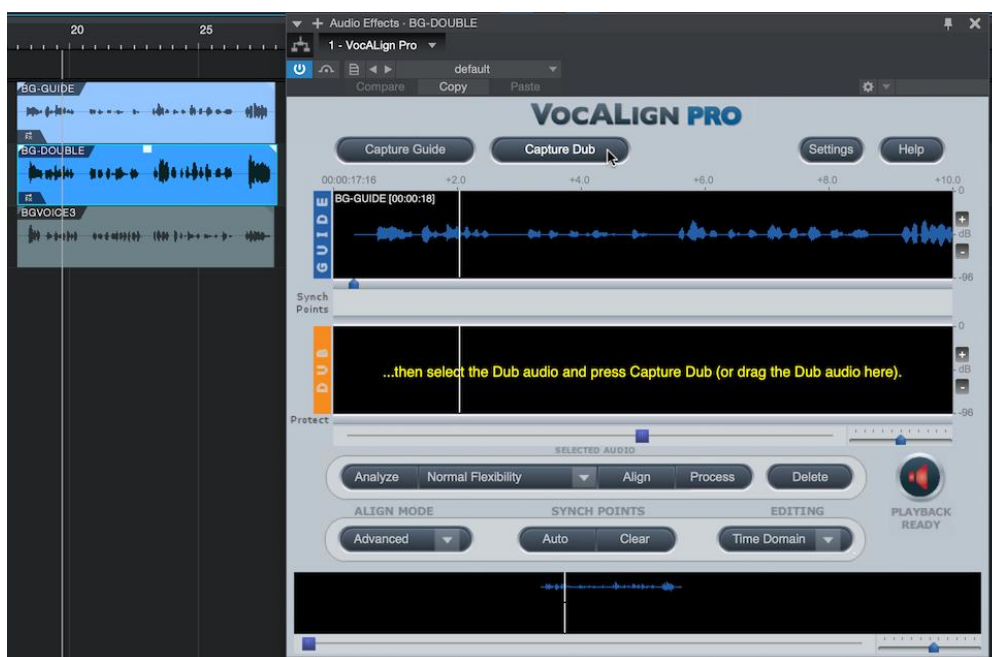 20 25
BG-GUIDE
BG-DOUBLE
BGVOICE3
Audio Effects - BG-DOUBLE
1 - VocALign Pro
default
Compare Copy Paste
VOCALIGN PRO
Capture Guide Capture Dub Settings Help
00:00:17:16 +2.0 +4.0 +6.0 +8.0 +10.0
GUIDE
BG-GUIDE [00:00:18]
0
+
dB
-
-96
Synch
Points
DUB
...then select the Dub audio and press Capture Dub (or drag the Dub audio here).
0
+
dB
-
-96
Protect
SELECTED AUDIO
Analyze Normal Flexibility Align Process Delete
ALIGN MODE SYNCH POINTS EDITING
Advanced Auto Clear Time Domain
PLAYBACK
READY